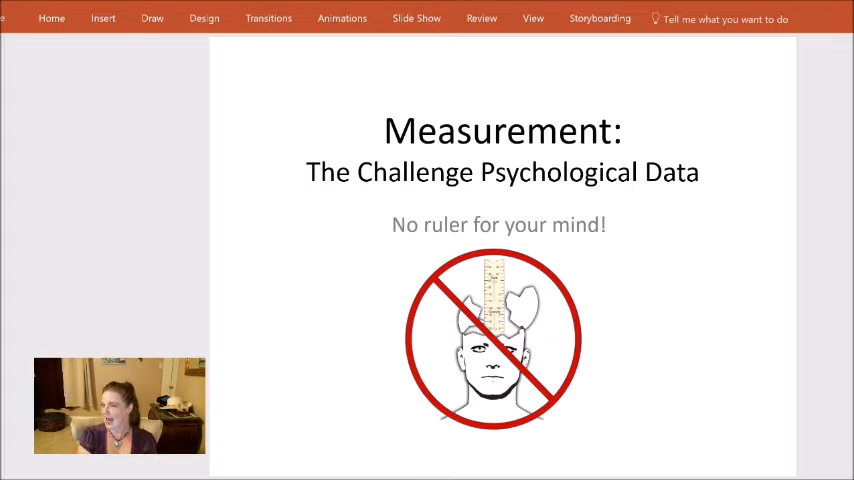 e Home Insert Draw Design Transitions Animations Slide Show Review View Storyboarding Tell me what you want to do
Measurement:
The Challenge Psychological Data
No ruler for your mind!